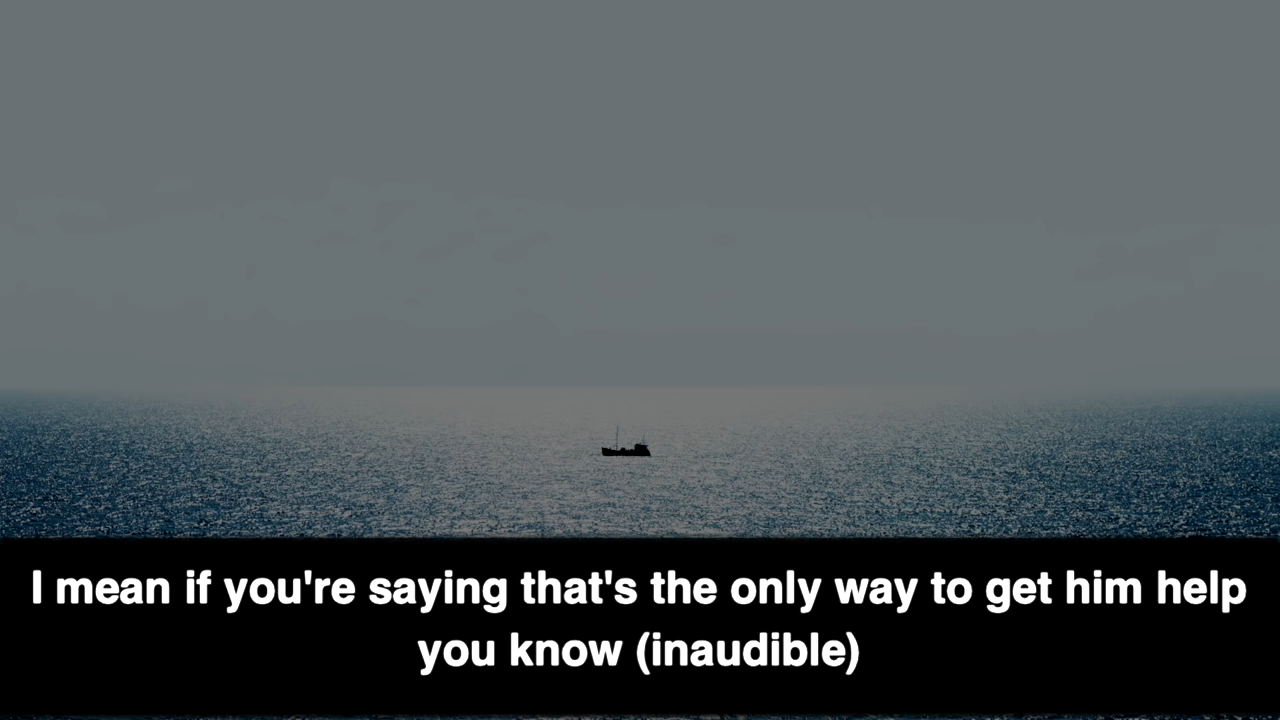 I mean if you're saying that's the only way to get him help
you know (inaudible)